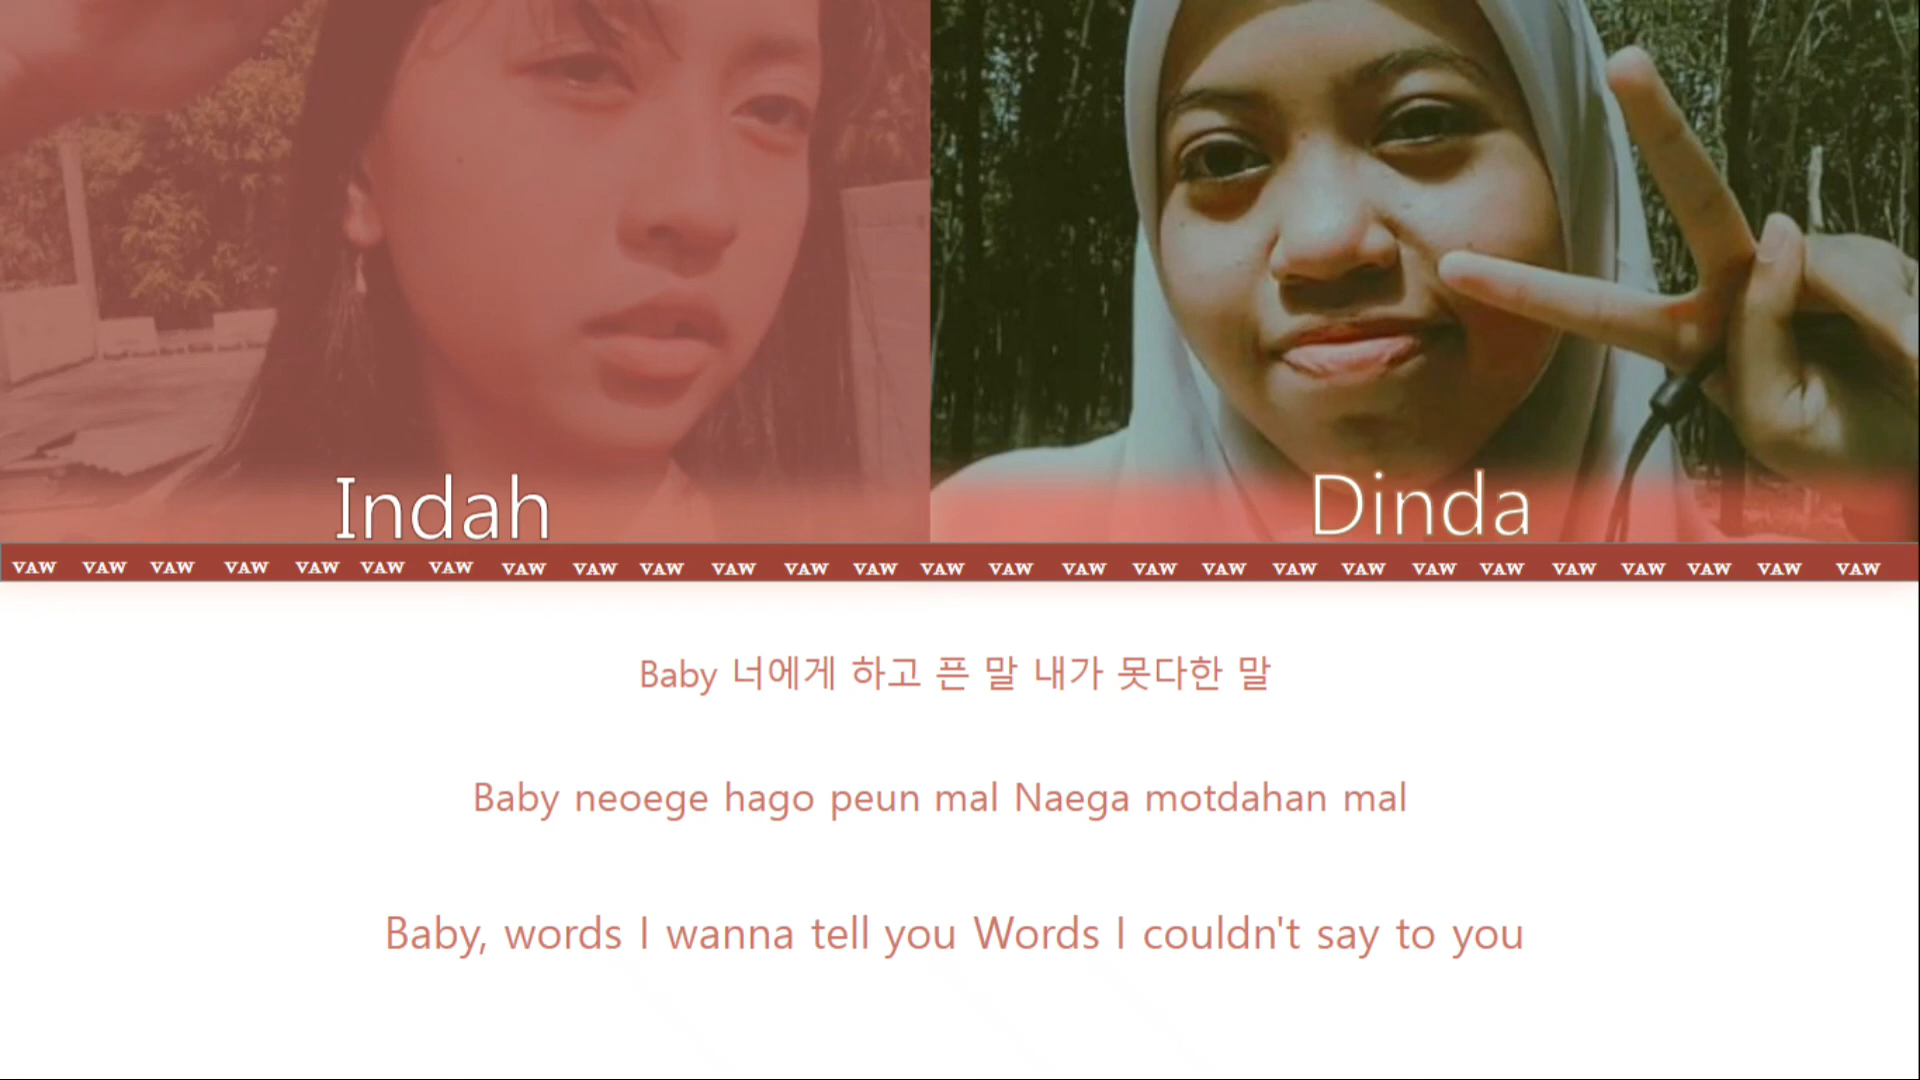 Indah Dinda
VAW VAW VAW VAW VAW VAW VAW VAW VAW VAW VAW VAW VAW VAW VAW VAW VAW VAW VAW VAW VAW VAW VAW VAW VAW VAW VAW
Baby 너에게 하고 픈 말 내가 못다한 말
Baby neoege hago peun mal Naega motdahan mal
Baby, words I wanna tell you Words I couldn't say to you